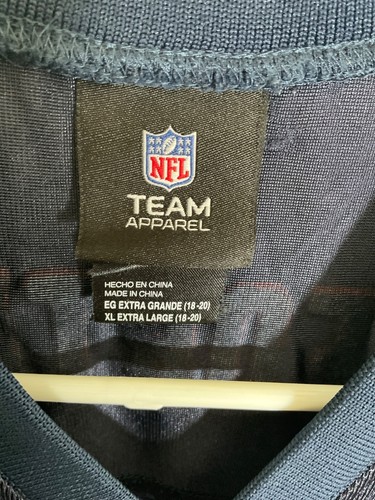 NFL
TEAM
APPAREL
HECHO EN CHINA
MADE IN CHINA
EG EXTRA GRANDE (18-20)
XL EXTRA LARGE (18-20)